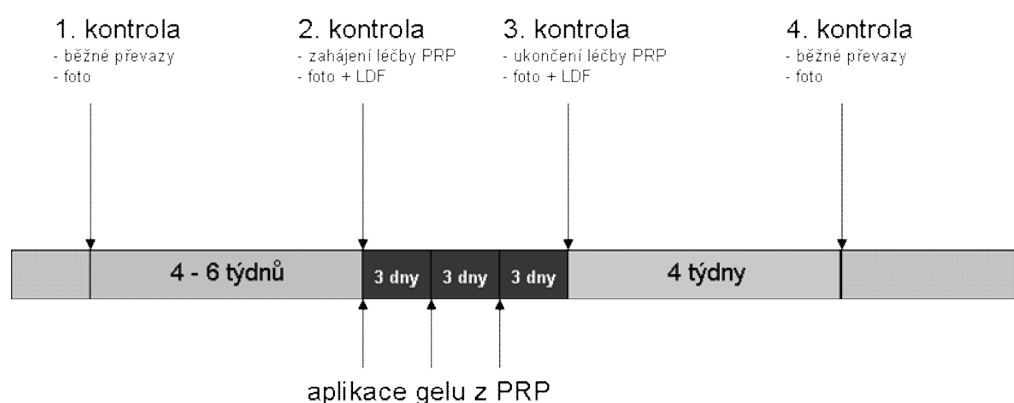 1. kontrola
- běžné převazy
- foto
2. kontrola
- zahájení léčby PRP
- foto + LDF
3. kontrola
- ukončení léčby PRP
- foto + LDF
4. kontrola
- běžné převazy
- foto
4 - 6 týdnů
3 dny
3 dny
3 dny
4 týdny
aplikace gelu z PRP